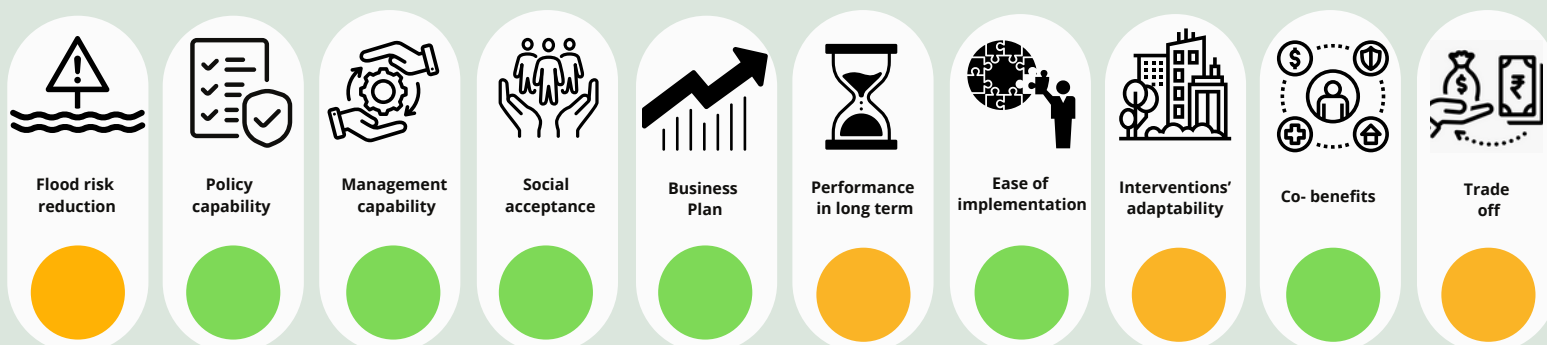 Flood risk
reduction
Policy
capability
Management
capability
Social
acceptance
Business
Plan
Performance
in long term
Ease of
implementation
Interventions’
adaptability
Co- benefits
Trade
off
$
$
₹